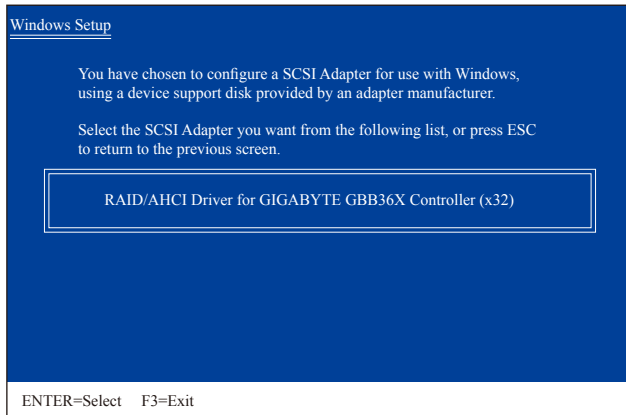 Windows Setup
You have chosen to configure a SCSI Adapter for use with Windows,
using a device support disk provided by an adapter manufacturer.
Select the SCSI Adapter you want from the following list, or press ESC
to return to the previous screen.
RAID/AHCI Driver for GIGABYTE GBB36X Controller (x32)
ENTER=Select F3=Exit